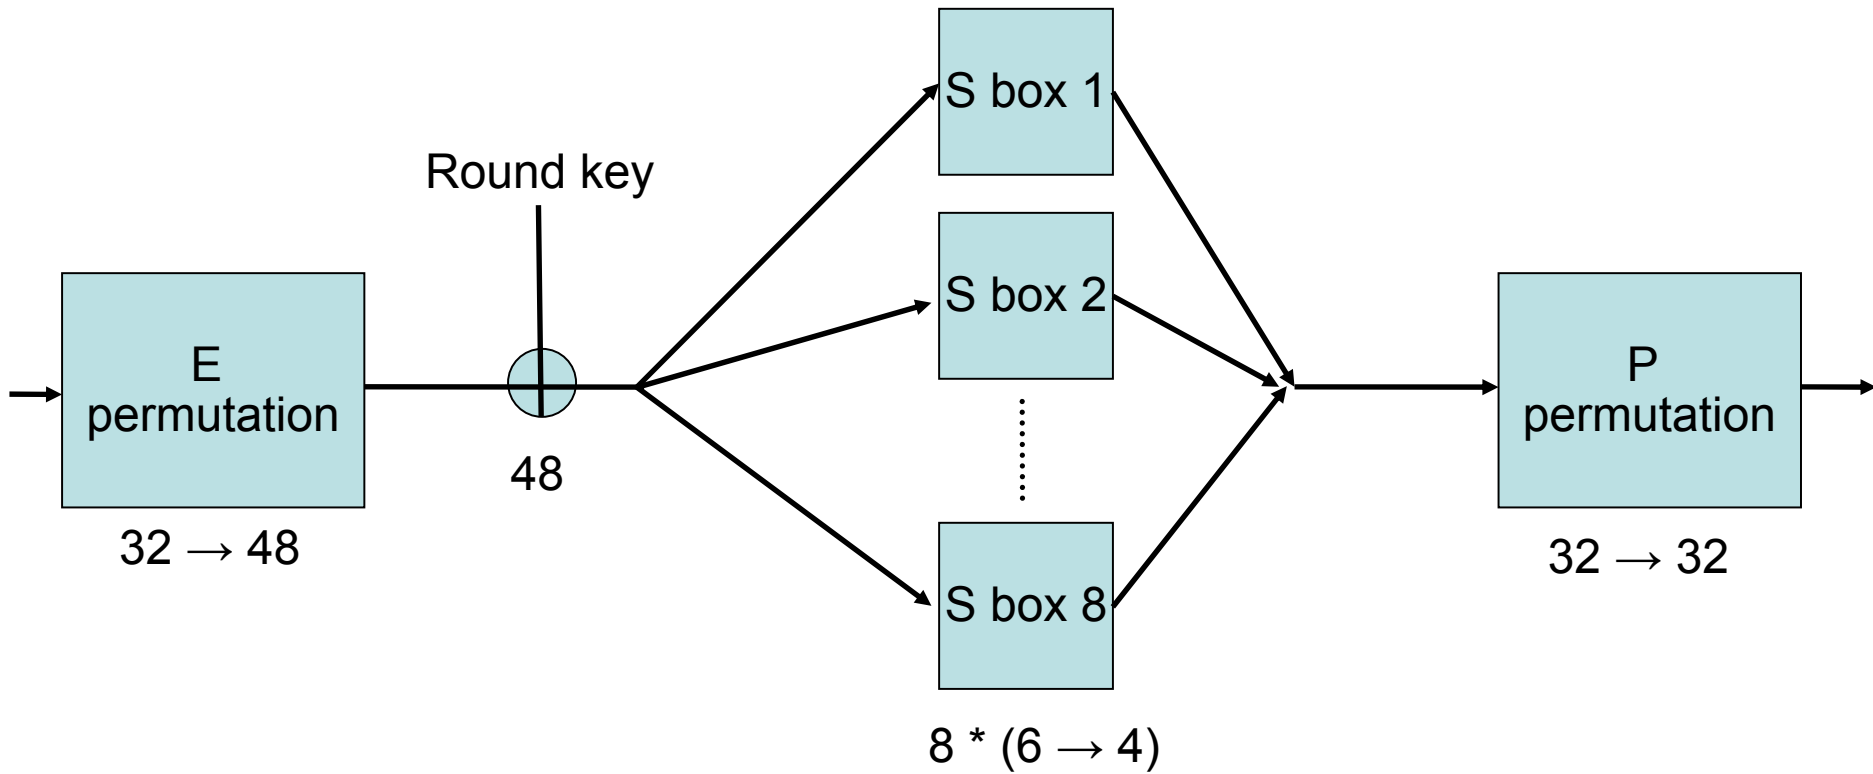 S box 1
Round key
S box 2
E
permutation
P
permutation
48
32 → 48
32 → 32
S box 8
8 * (6 → 4)